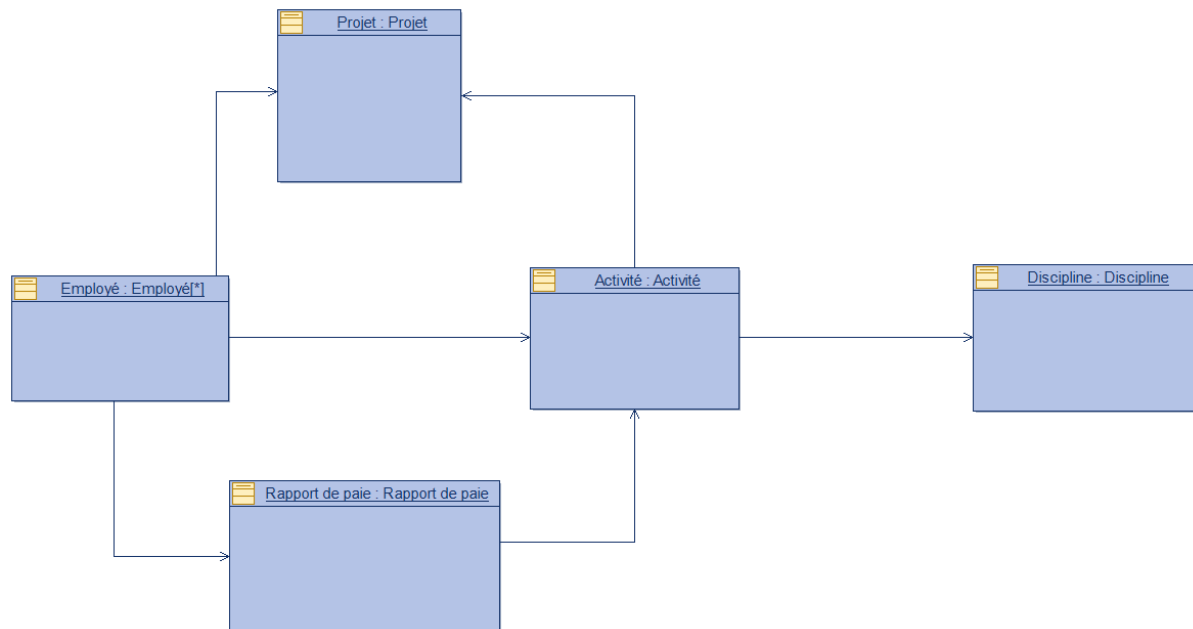 Projet : Projet
Employé : Employé[*]
Activité : Activité
Discipline : Discipline
Rapport de paie : Rapport de paie